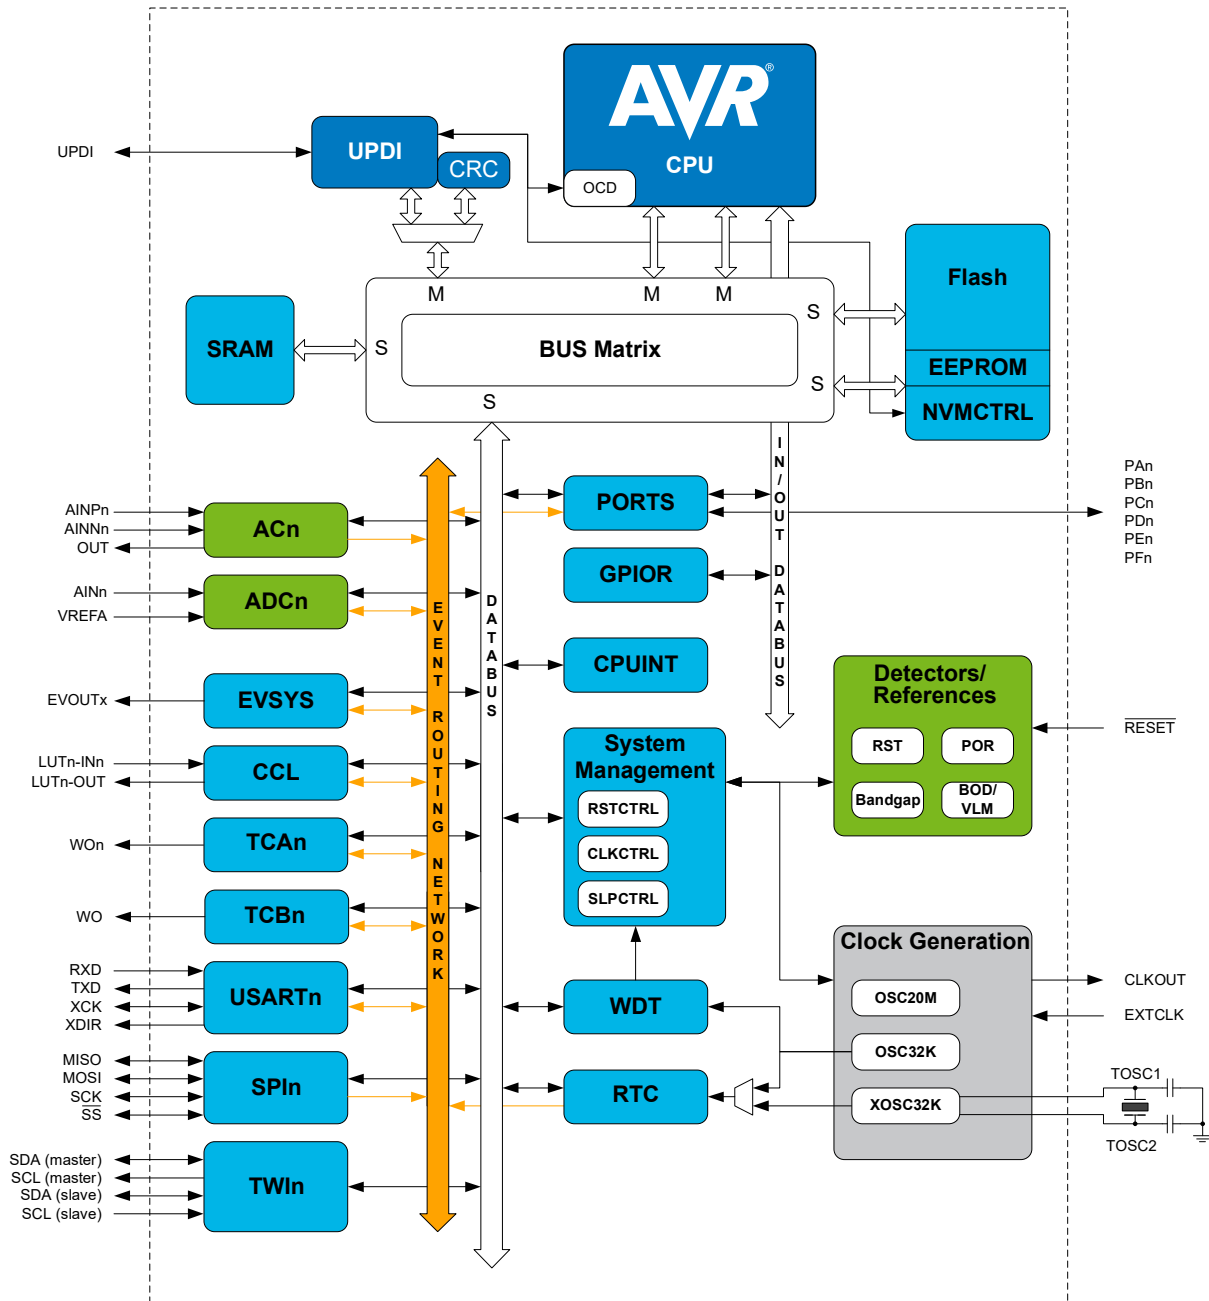 AVR®
CPU
OCD
UPDI
UPDI
CRC
Flash
EEPROM
NVMCTRL
M
M
M
S
BUS Matrix
SRAM
S
S
S
IN/OUT DATABUS
DATABUS
EVENT ROUTING NETWORK
PORTS
PAn
PBn
PCn
PDn
PEn
PFn
AINPn
AINNn
OUT
ACn
GPIOR
AINn
VREFA
ADCn
CPUINT
EVOUTx
EVSYS
Detectors/
References
RST
POR
Bandgap
BOD/
VLM
RESET
System
Management
RSTCTRL
CLKCTRL
SLPCTRL
LUTn-INn
LUTn-OUT
CCL
WOn
TCAn
WO
TCBn
Clock Generation
OSC20M
OSC32K
XOSC32K
CLKOUT
EXTCLK
TOSC1
TOSC2
RXD
TXD
XCK
XDIR
USARTn
WDT
MISO
MOSI
SCK
SS
SPIn
RTC
SDA (master)
SCL (master)
SDA (slave)
SCL (slave)
TWIn